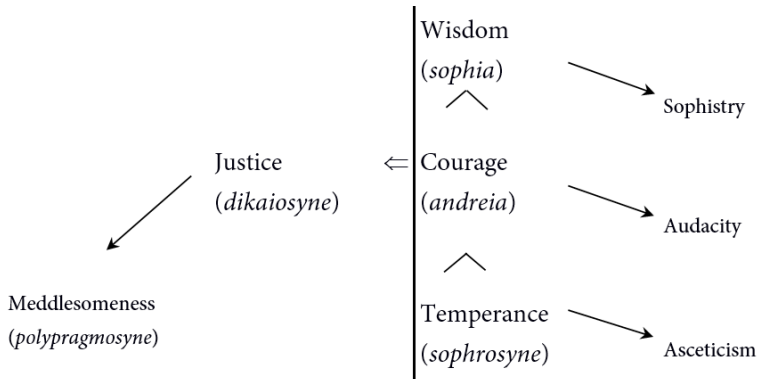 Wisdom
(sophia)
Sophistry
Justice
(dikaiosyne)
⇐ Courage
(andreia)
Audacity
Meddlesomeness
(polypragmosyne)
Temperance
(sophrosyne)
Asceticism